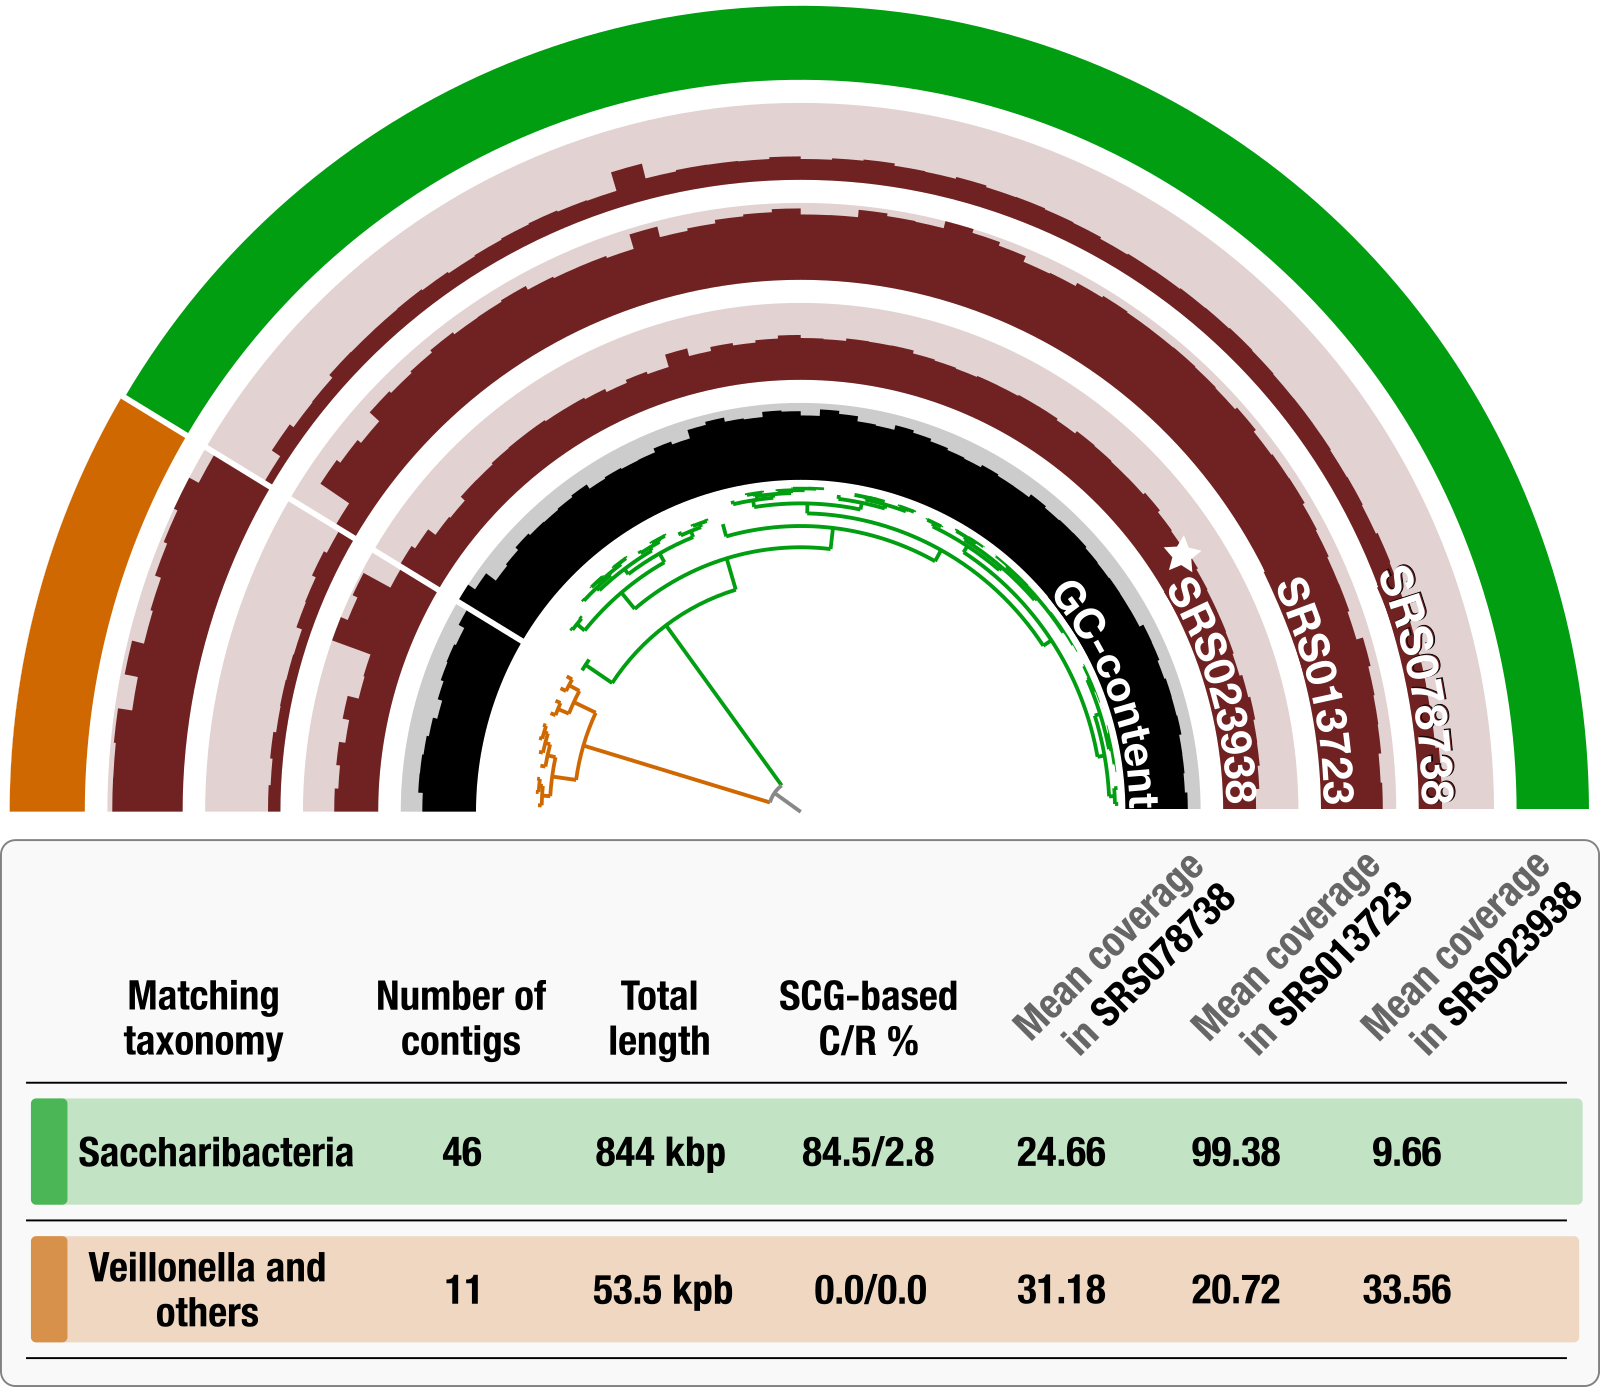 GC-content
SRS023938
SRS013723
SRS078738
Matching
taxonomy
Number of
contigs
Total
length
SCG-based
C/R %
Mean coverage
in SRS078738
Mean coverage
in SRS013723
Mean coverage
in SRS023938
Saccharibacteria 46 844 kbp 84.5/2.8 24.66 99.38 9.66
Veillonella and
others
11 53.5 kpb 0.0/0.0 31.18 20.72 33.56